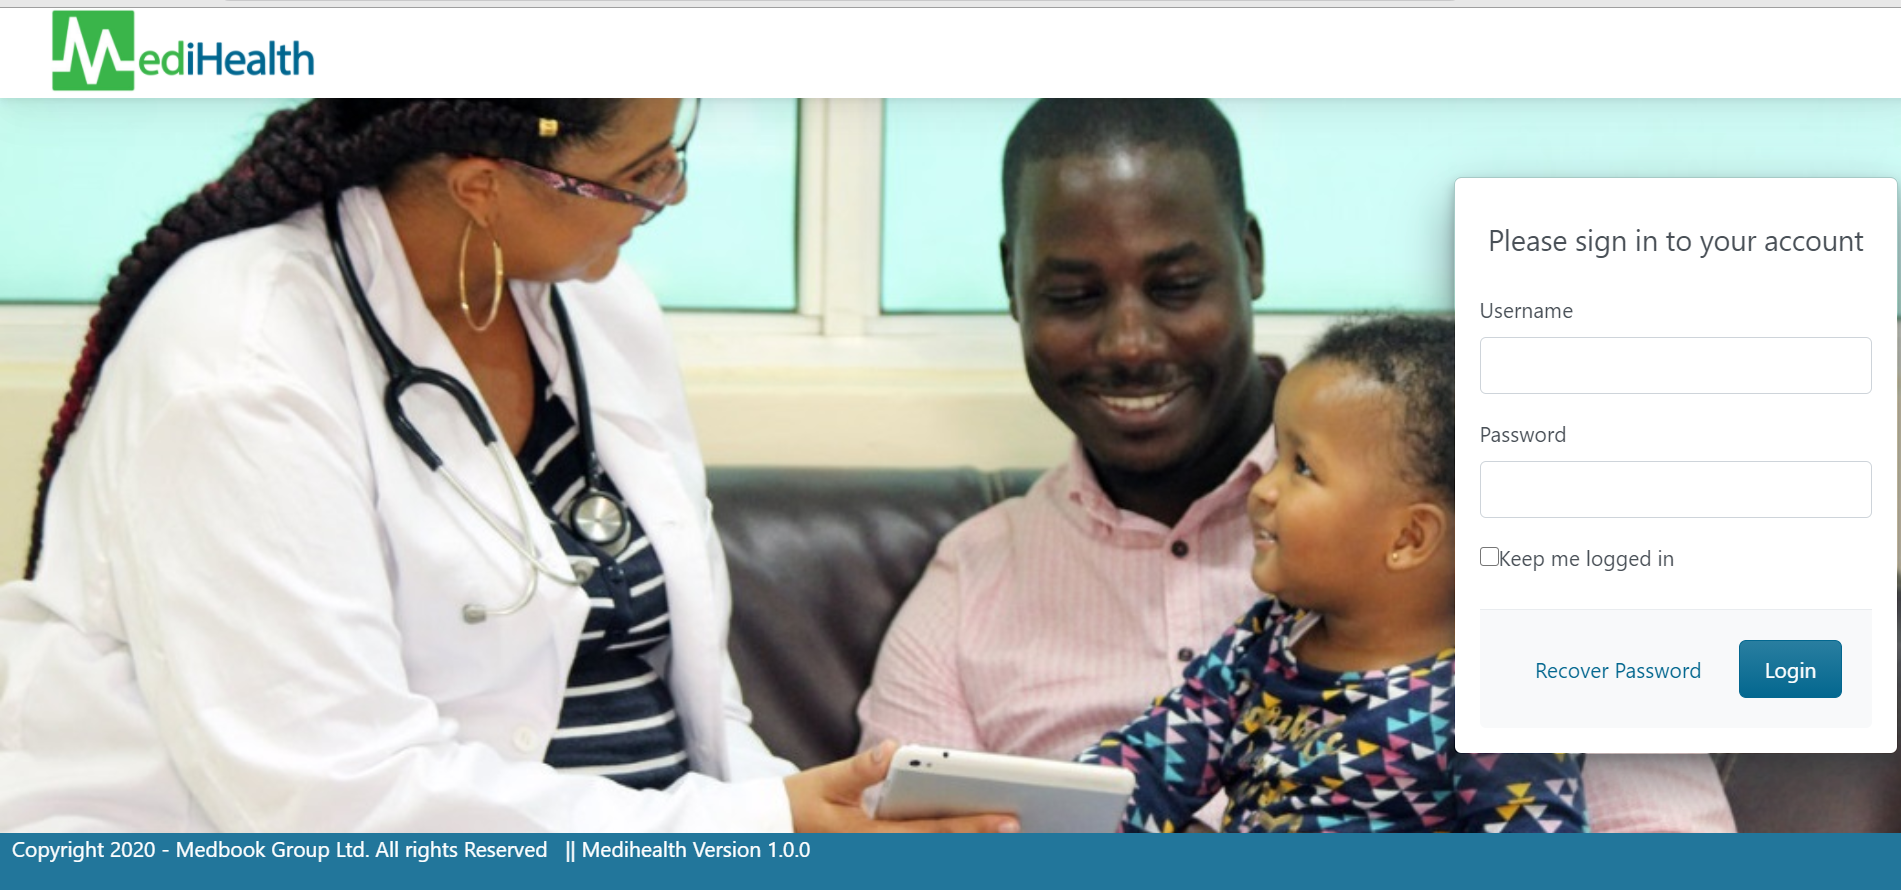 MediHealth
Please sign in to your account
Username
Password
Keep me logged in
Recover Password
Login
Copyright 2020 - Medbook Group Ltd. All rights Reserved || Medihealth Version 1.0.0